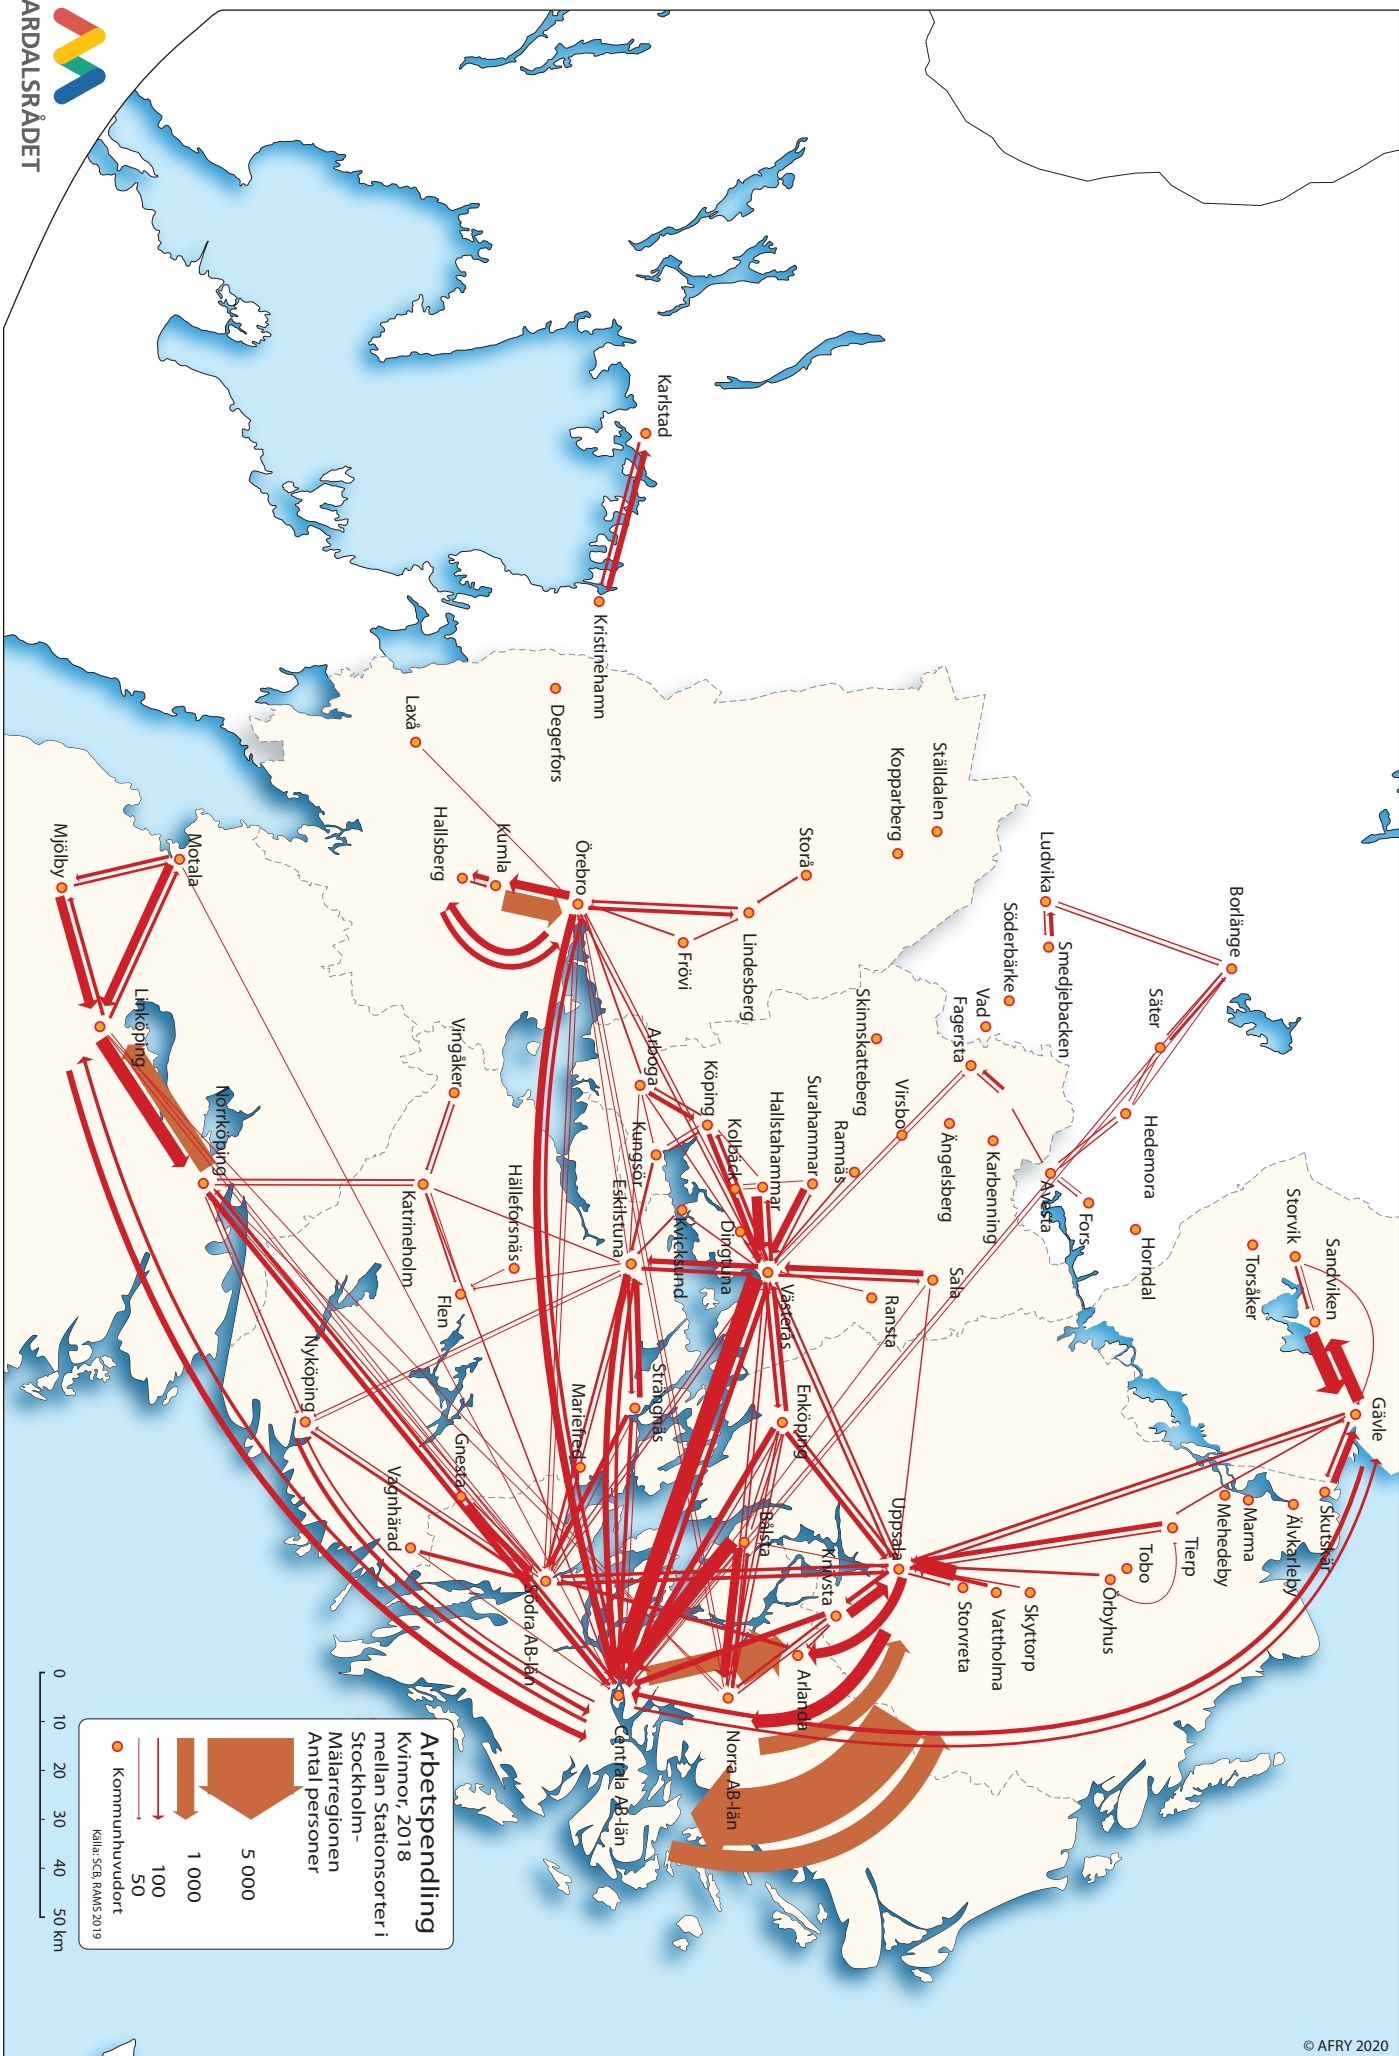 ARDALSRÅDET
Karlstad
Kristinehamn
Degerfors
Laxå
Hallsberg
Kumla
Örebro
Storå
Lindesberg
Frövi
Kopparberg
Ställdalen
Ludvika
Smedjebacken
Söderbärke
Borlänge
Säter
Hedemora
Vad
Fagersta
Skinnskatteberg
Virsbo
Ängelsberg
Karbenning
Avesta
Fors
Horndal
Torsåker
Storvik
Sandviken
Gävle
Skutskär
Älvkarleby
Marma
Mehedeby
Tierp
Tobo
Örbyhus
Skyttorp
Vattholma
Storvreta
Uppsala
Knivsta
Arlanda
Norra AB-län
Centrala AB-län
Södra AB-län
Bålsta
Enköping
Sala
Ransta
Västerås
Dingtuna
Kvicksund
Ramnäs
Surahammar
Hallstahammar
Kolbäck
Köping
Arboga
Kungsör
Eskilstuna
Strängnäs
Mariefred
Hälleforsnäs
Flen
Katrineholm
Vingåker
Gnesta
Vagnhärad
Nyköping
Norrköping
Linköping
Motala
Mjölby
Arbetspendling
Kvinnor, 2018
mellan Stationsorter i
Stockholm-
Mälarregionen
Antal personer
5 000
1 000
100
50
Kommunhuvudort
Källa: SCB, RAMS 2019
0 10 20 30 40 50 km
© AFRY 2020